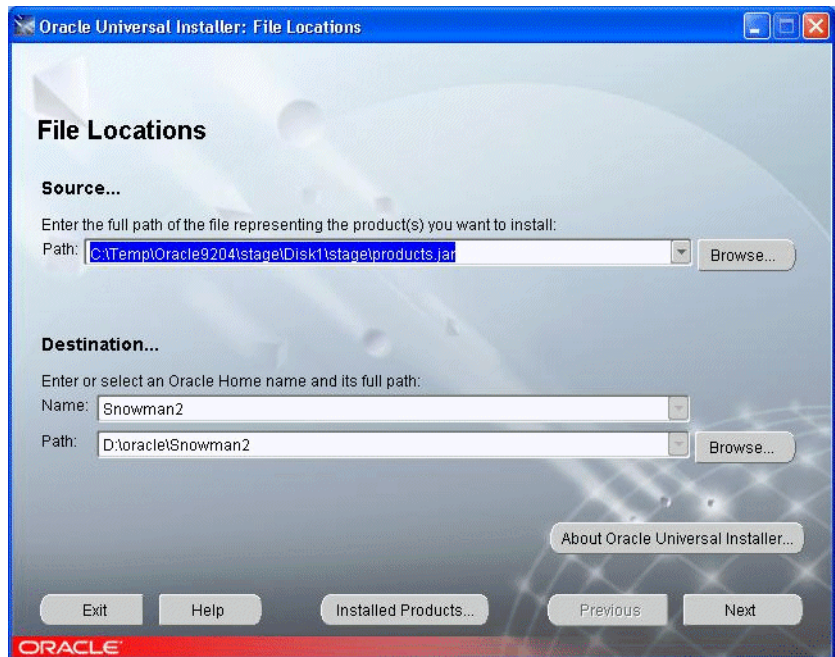 Oracle Universal Installer: File Locations
File Locations
Source...
Enter the full path of the file representing the product(s) you want to install:
Path: C:\Temp\Oracle9204\stage\Disk1\stage\products.jar Browse...
Destination...
Enter or select an Oracle Home name and its full path:
Name: Snowman2
Path: D:\oracle\Snowman2 Browse...
About Oracle Universal Installer...
Exit Help Installed Products... Previous Next
ORACLE